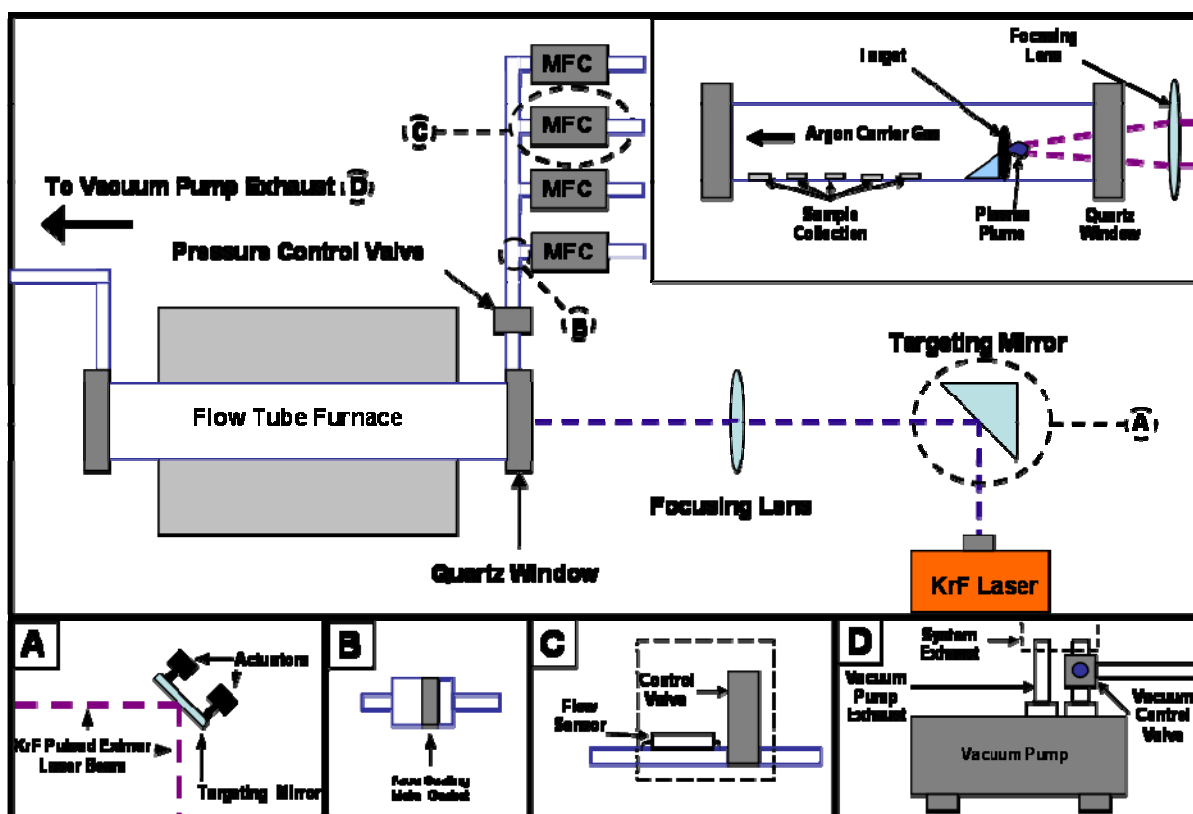 MFC
MFC
MFC
MFC
C
To Vacuum Pump Exhaust D
Pressure Control Valve
B
Flow Tube Furnace
Quartz Window
Focusing Lens
Targeting Mirror
A
KrF Laser
Focusing
Lens
Target
Argon Carrier Gas
Sample
Collection
Plasma
Plume
Quartz
Window
A
Actuators
KrF Pulsed Eximer
Laser Beam
Targeting Mirror
B
Gasket
C
Control
Valve
Flow
Sensor
D
System
Exhaust
Vacuum
Pump
Exhaust
Vacuum
Control
Valve
Vacuum Pump